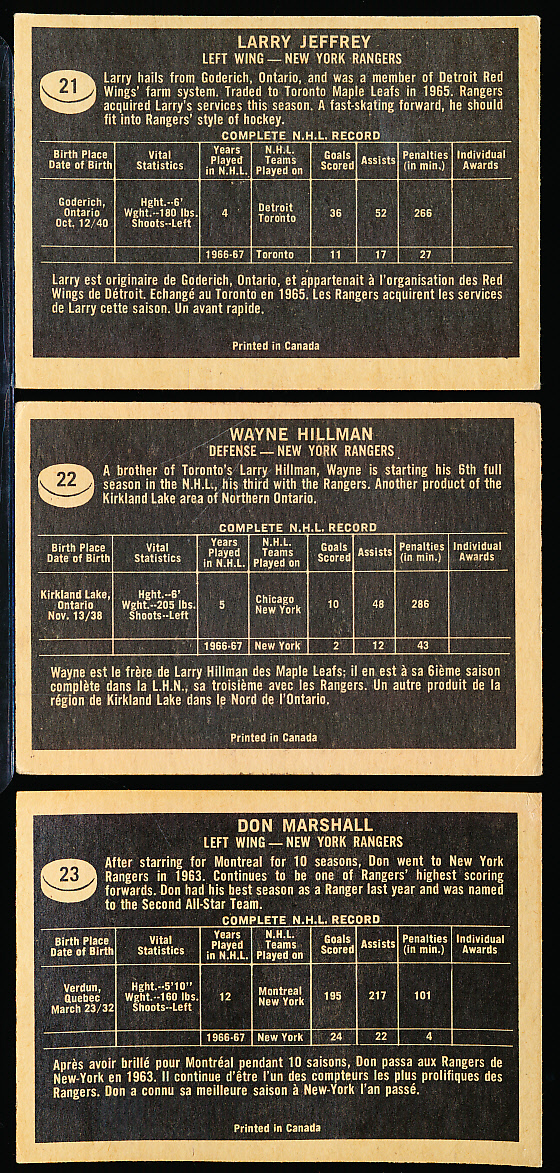 LARRY JEFFREY
LEFT WING — NEW YORK RANGERS
21
Larry hails from Goderich, Ontario, and was a member of Detroit Red
Wings' farm system. Traded to Toronto Maple Leafs in 1965. Rangers
acquired Larry's services this season. A fast-skating forward, he should
fit into Rangers' style of hockey.
COMPLETE N.H.L. RECORD
Birth Place Date of Birth | Vital Statistics | Years Played in N.H.L. | N.H.L. Teams Played on | Goals Scored | Assists | Penalties (in min.) | Individual Awards
Goderich, Ontario Oct. 12/40 | Hght.--6' Wght.--180 lbs. Shoots--Left | 4 | Detroit Toronto | 36 | 52 | 266
1966-67 | Toronto | 11 | 17 | 27
Larry est originaire de Goderich, Ontario, et appartenait à l'organisation des Red
Wings de Détroit. Echangé au Toronto en 1965. Les Rangers acquirent les services
de Larry cette saison. Un avant rapide.
Printed in Canada
WAYNE HILLMAN
DEFENSE — NEW YORK RANGERS
22
A brother of Toronto's Larry Hillman, Wayne is starting his 6th full
season in the N.H.L., his third with the Rangers. Another product of the
Kirkland Lake area of Northern Ontario.
COMPLETE N.H.L. RECORD
Birth Place Date of Birth | Vital Statistics | Years Played in N.H.L. | N.H.L. Teams Played on | Goals Scored | Assists | Penalties (in min.) | Individual Awards
Kirkland Lake, Ontario Nov. 13/38 | Hght.--6' Wght.--205 lbs. Shoots--Left | 5 | Chicago New York | 10 | 48 | 286
1966-67 | New York | 2 | 12 | 43
Wayne est le frère de Larry Hillman des Maple Leafs; il en est à sa 6ième saison
complète dans la L.H.N., sa troisième avec les Rangers. Un autre produit de la
région de Kirkland Lake dans le Nord de l'Ontario.
Printed in Canada
DON MARSHALL
LEFT WING — NEW YORK RANGERS
23
After starring for Montreal for 10 seasons, Don went to New York
Rangers in 1963. Continues to be one of Rangers' highest scoring
forwards. Don had his best season as a Ranger last year and was named
to the Second All-Star Team.
COMPLETE N.H.L. RECORD
Birth Place Date of Birth | Vital Statistics | Years Played in N.H.L. | N.H.L. Teams Played on | Goals Scored | Assists | Penalties (in min.) | Individual Awards
Verdun, Quebec March 23/32 | Hght.--5'10" Wght.--160 lbs. Shoots--Left | 12 | Montreal New York | 195 | 217 | 101
1966-67 | New York | 24 | 22 | 4
Après avoir brillé pour Montréal pendant 10 saisons, Don passa aux Rangers de
New-York en 1963. Il continue d'être l'un des compteurs les plus prolifiques des
Rangers. Don a connu sa meilleure saison à New-York l'an passé.
Printed in Canada